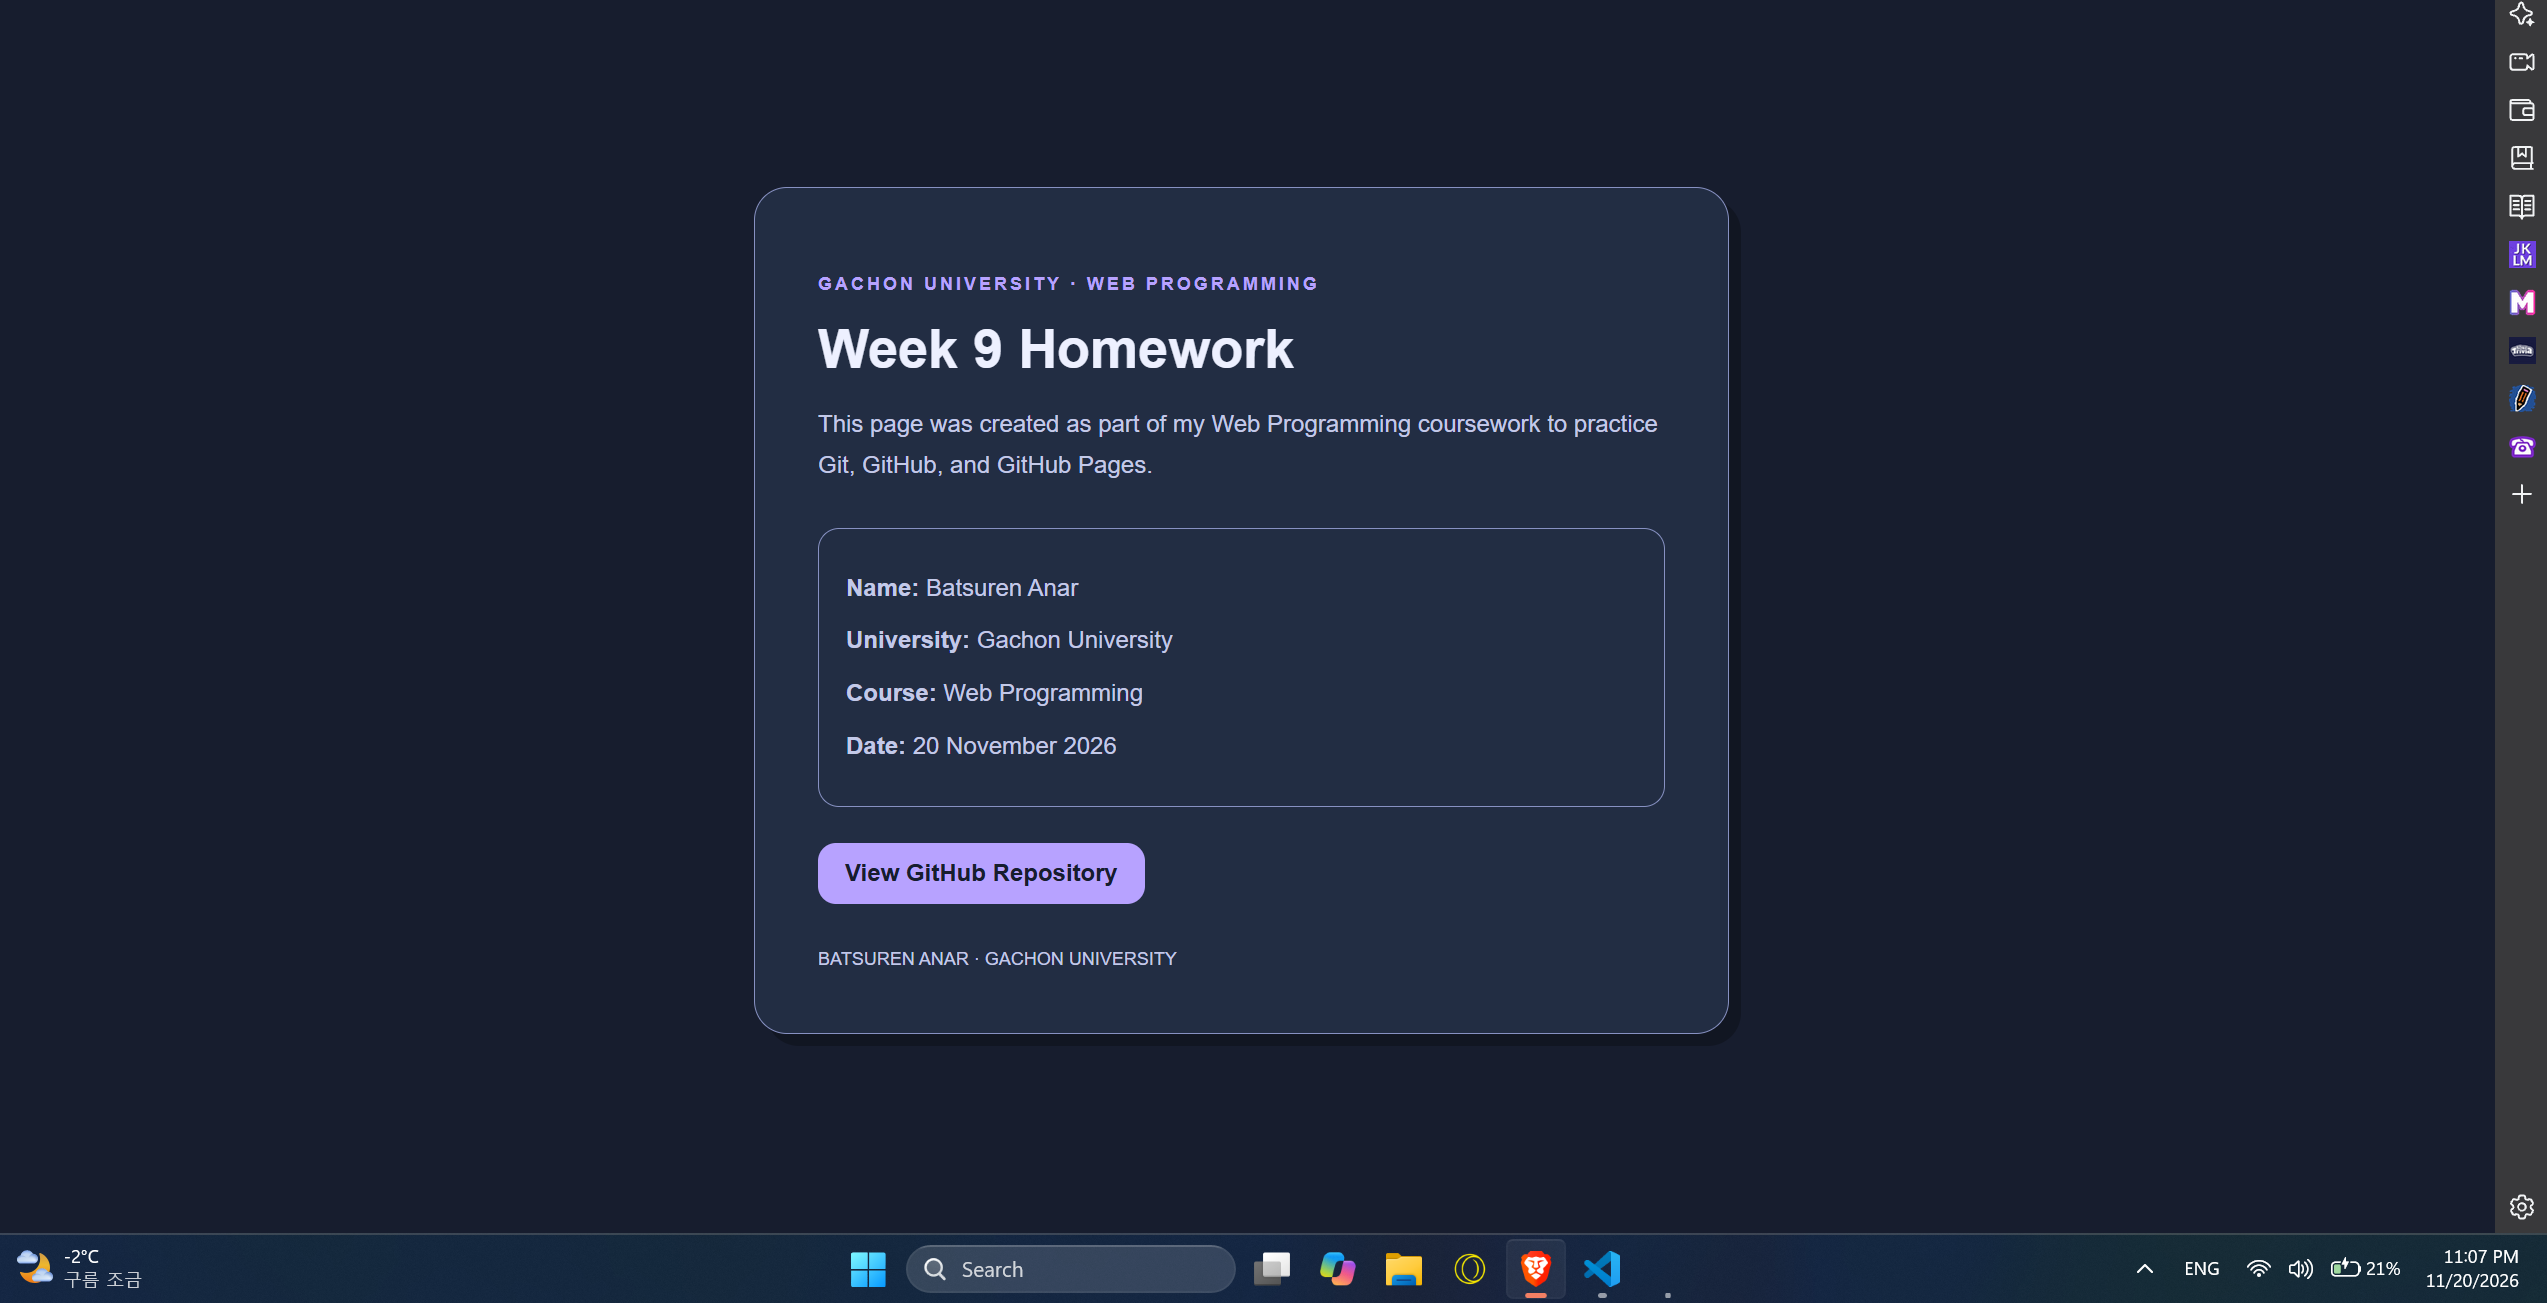 GACHON UNIVERSITY · WEB PROGRAMMING
Week 9 Homework
This page was created as part of my Web Programming coursework to practice
Git, GitHub, and GitHub Pages.
Name: Batsuren Anar
University: Gachon University
Course: Web Programming
Date: 20 November 2026
View GitHub Repository
BATSUREN ANAR · GACHON UNIVERSITY
JK
LM
M
-2°C
구름 조금
Search
ENG
21%
11:07 PM
11/20/2026